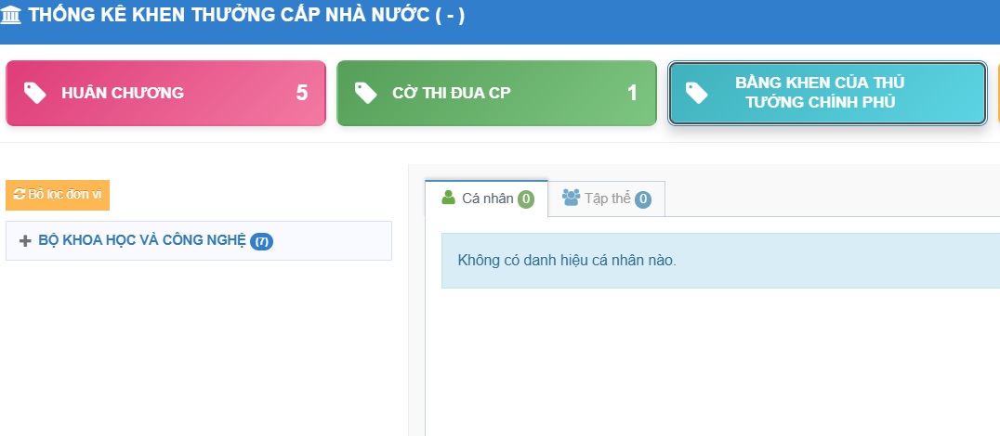 THỐNG KÊ KHEN THƯỞNG CẤP NHÀ NƯỚC ( - )
HUÂN CHƯƠNG 5
CỜ THI ĐUA CP 1
BẰNG KHEN CỦA THỦ
TƯỚNG CHÍNH PHỦ
Bỏ lọc đơn vị
BỘ KHOA HỌC VÀ CÔNG NGHỆ (7)
Cá nhân 0
Tập thể 0
Không có danh hiệu cá nhân nào.